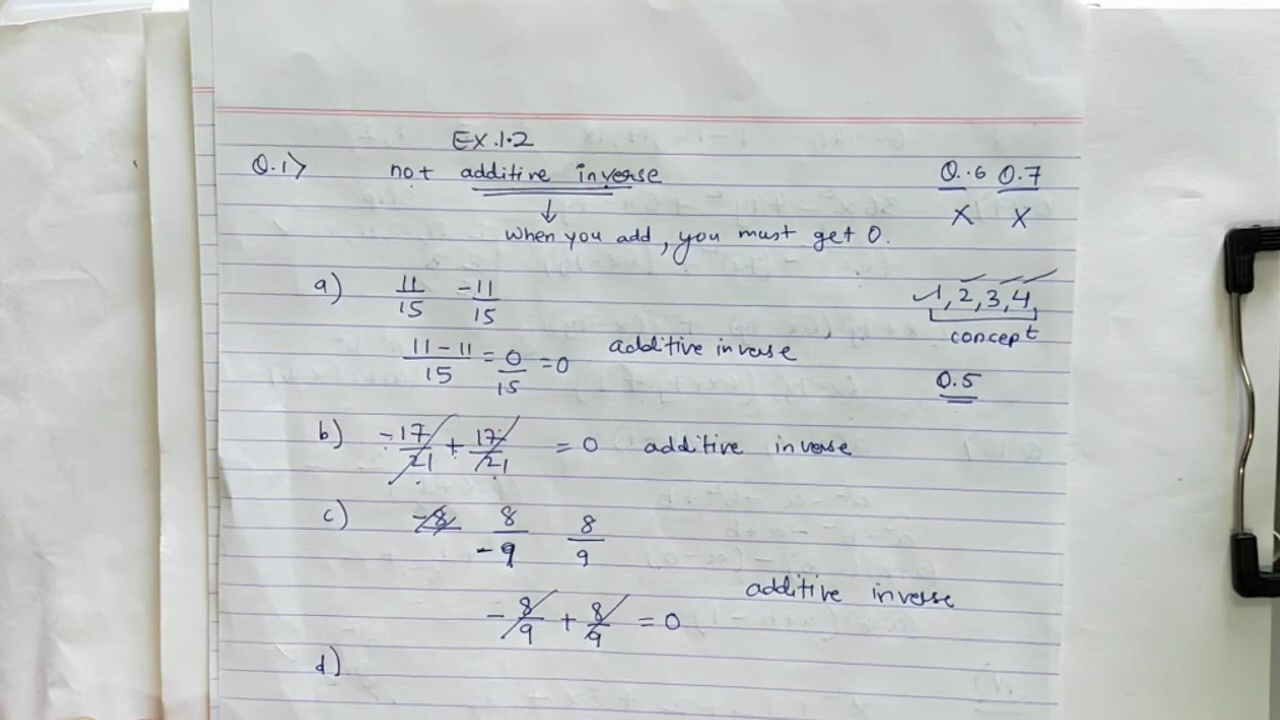 Ex.1.2
Q.1> not additive inverse Q.6 Q.7
↓ X X
when you add, you must get 0.
a) 11/15 -11/15 ✓1, 2, 3, 4,
concept
11 - 11/15 = 0/15 = 0 additive inverse
Q.5
b) -17/21 + 17/21 = 0 additive inverse
c) -8 8/-9 8/9
additive inverse
-8/9 + 8/9 = 0
d)